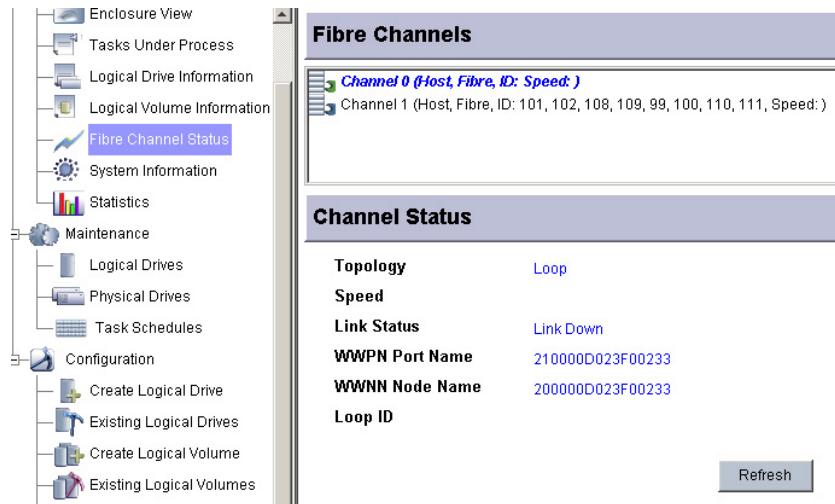 Enclosure View
Tasks Under Process
Logical Drive Information
Logical Volume Information
Fibre Channel Status
System Information
Statistics
Maintenance
Logical Drives
Physical Drives
Task Schedules
Configuration
Create Logical Drive
Existing Logical Drives
Create Logical Volume
Existing Logical Volumes
Fibre Channels
Channel 0 (Host, Fibre, ID: Speed: )
Channel 1 (Host, Fibre, ID: 101, 102, 108, 109, 99, 100, 110, 111, Speed: )
Channel Status
Topology Loop
Speed
Link Status Link Down
WWPN Port Name 210000D023F00233
WWNN Node Name 200000D023F00233
Loop ID
Refresh